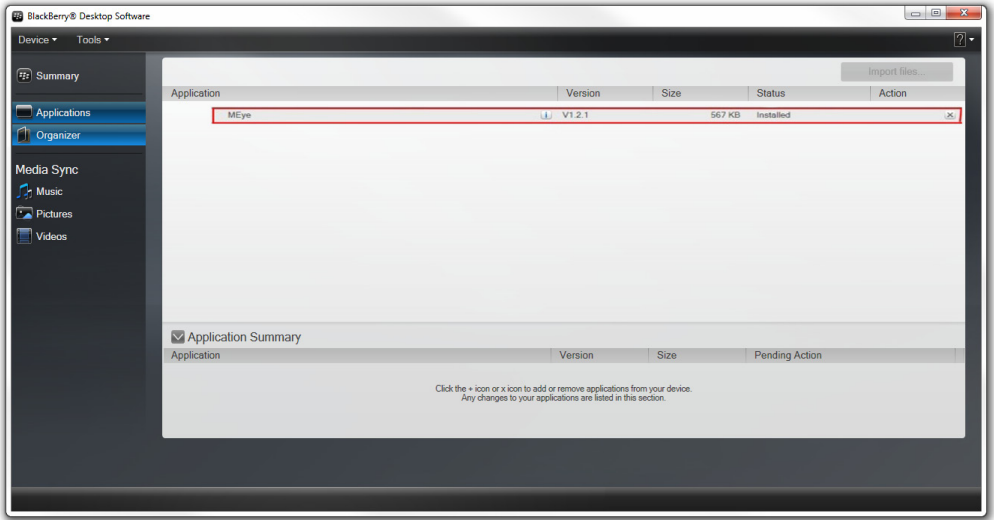 BlackBerry® Desktop Software
Device Tools ?
Summary
Import files...
Application Version Size Status Action
Applications
MEye i V1.2.1 567 KB Installed x
Organizer
Media Sync
Music
Pictures
Videos
Application Summary
Application Version Size Pending Action
Click the + icon or x icon to add or remove applications from your device.
Any changes to your applications are listed in this section.